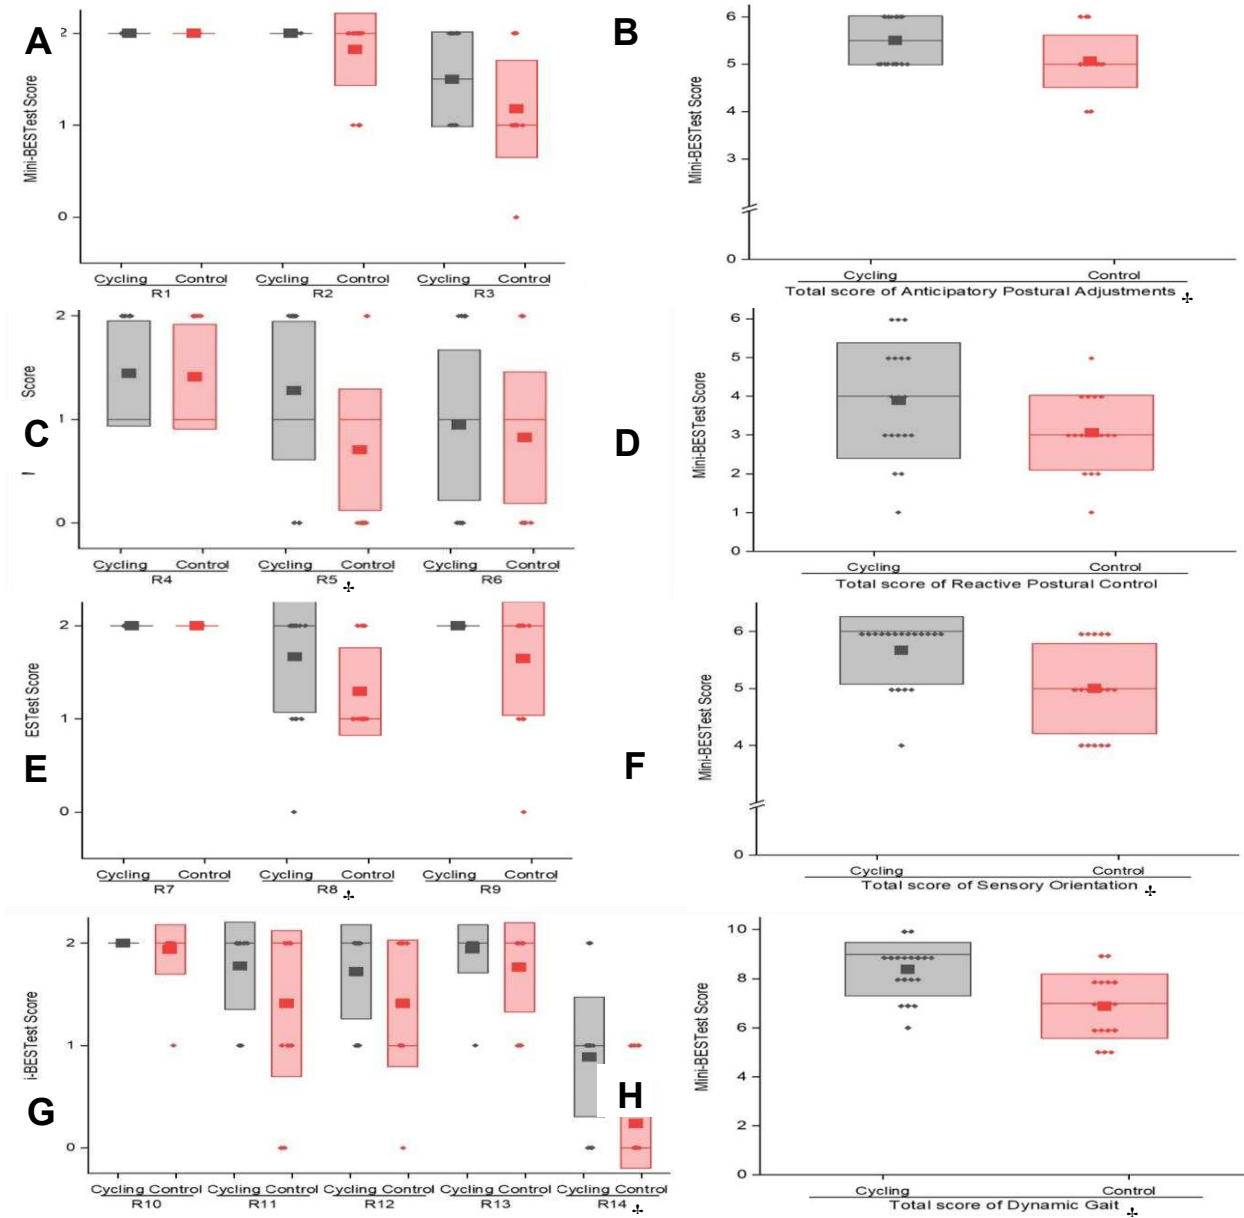 A
2
1
0
Mini-BESTest Score
Cycling Control Cycling Control Cycling Control
R1 R2 R3
B
6
5
4
3
0
Mini-BESTest Score
Cycling Control
Total score of Anticipatory Postural Adjustments ♣
C
2
1
0
Score
Cycling Control Cycling Control Cycling Control
R4 R5 ♣ R6
D
6
5
4
3
2
1
0
Mini-BESTest Score
Cycling Control
Total score of Reactive Postural Control
E
2
1
0
ESTest Score
Cycling Control Cycling Control Cycling Control
R7 R8 ♣ R9
F
6
5
4
0
Mini-BESTest Score
Cycling Control
Total score of Sensory Orientation ♣
G
2
1
0
i-BESTest Score
Cycling Control Cycling Control Cycling Control Cycling Control Cycling Control
R10 R11 R12 R13 R14 ♣
H
10
8
6
4
2
0
Mini-BESTest Score
Cycling Control
Total score of Dynamic Gait ♣